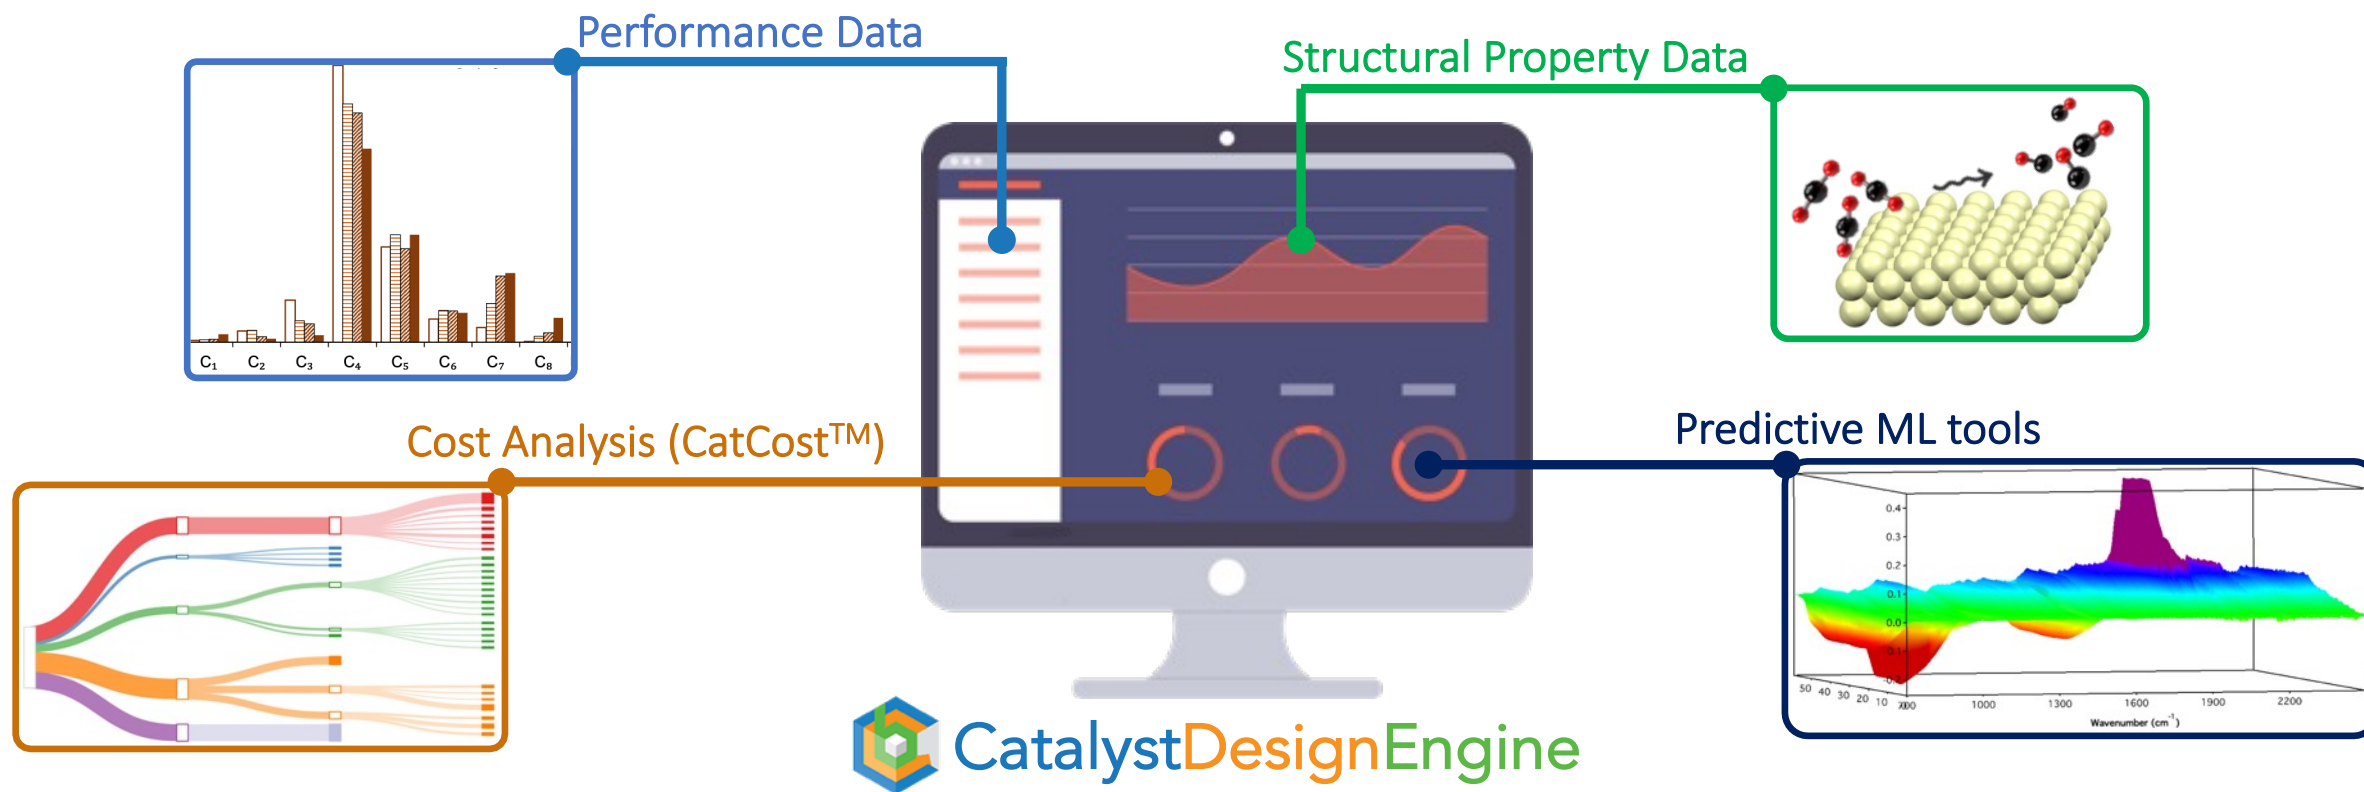 Performance Data
Structural Property Data
C₁ C₂ C₃ C₄ C₅ C₆ C₇ C₈
Cost Analysis (CatCost™)
Predictive ML tools
0.4
0.3
0.2
0.1
0.0
-0.1
50 40 30 20 10
1000 1300 1600 1900 2200
Wavenumber (cm⁻¹)
CatalystDesignEngine